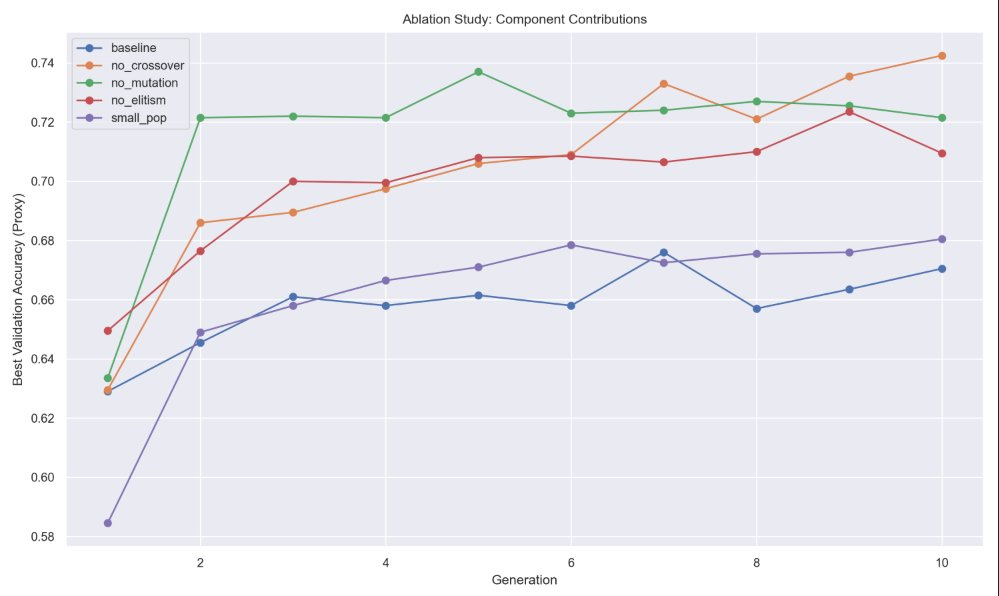 Ablation Study: Component Contributions
baseline
no_crossover
no_mutation
no_elitism
small_pop
Best Validation Accuracy (Proxy)
0.74
0.72
0.70
0.68
0.66
0.64
0.62
0.60
0.58
2 4 6 8 10
Generation